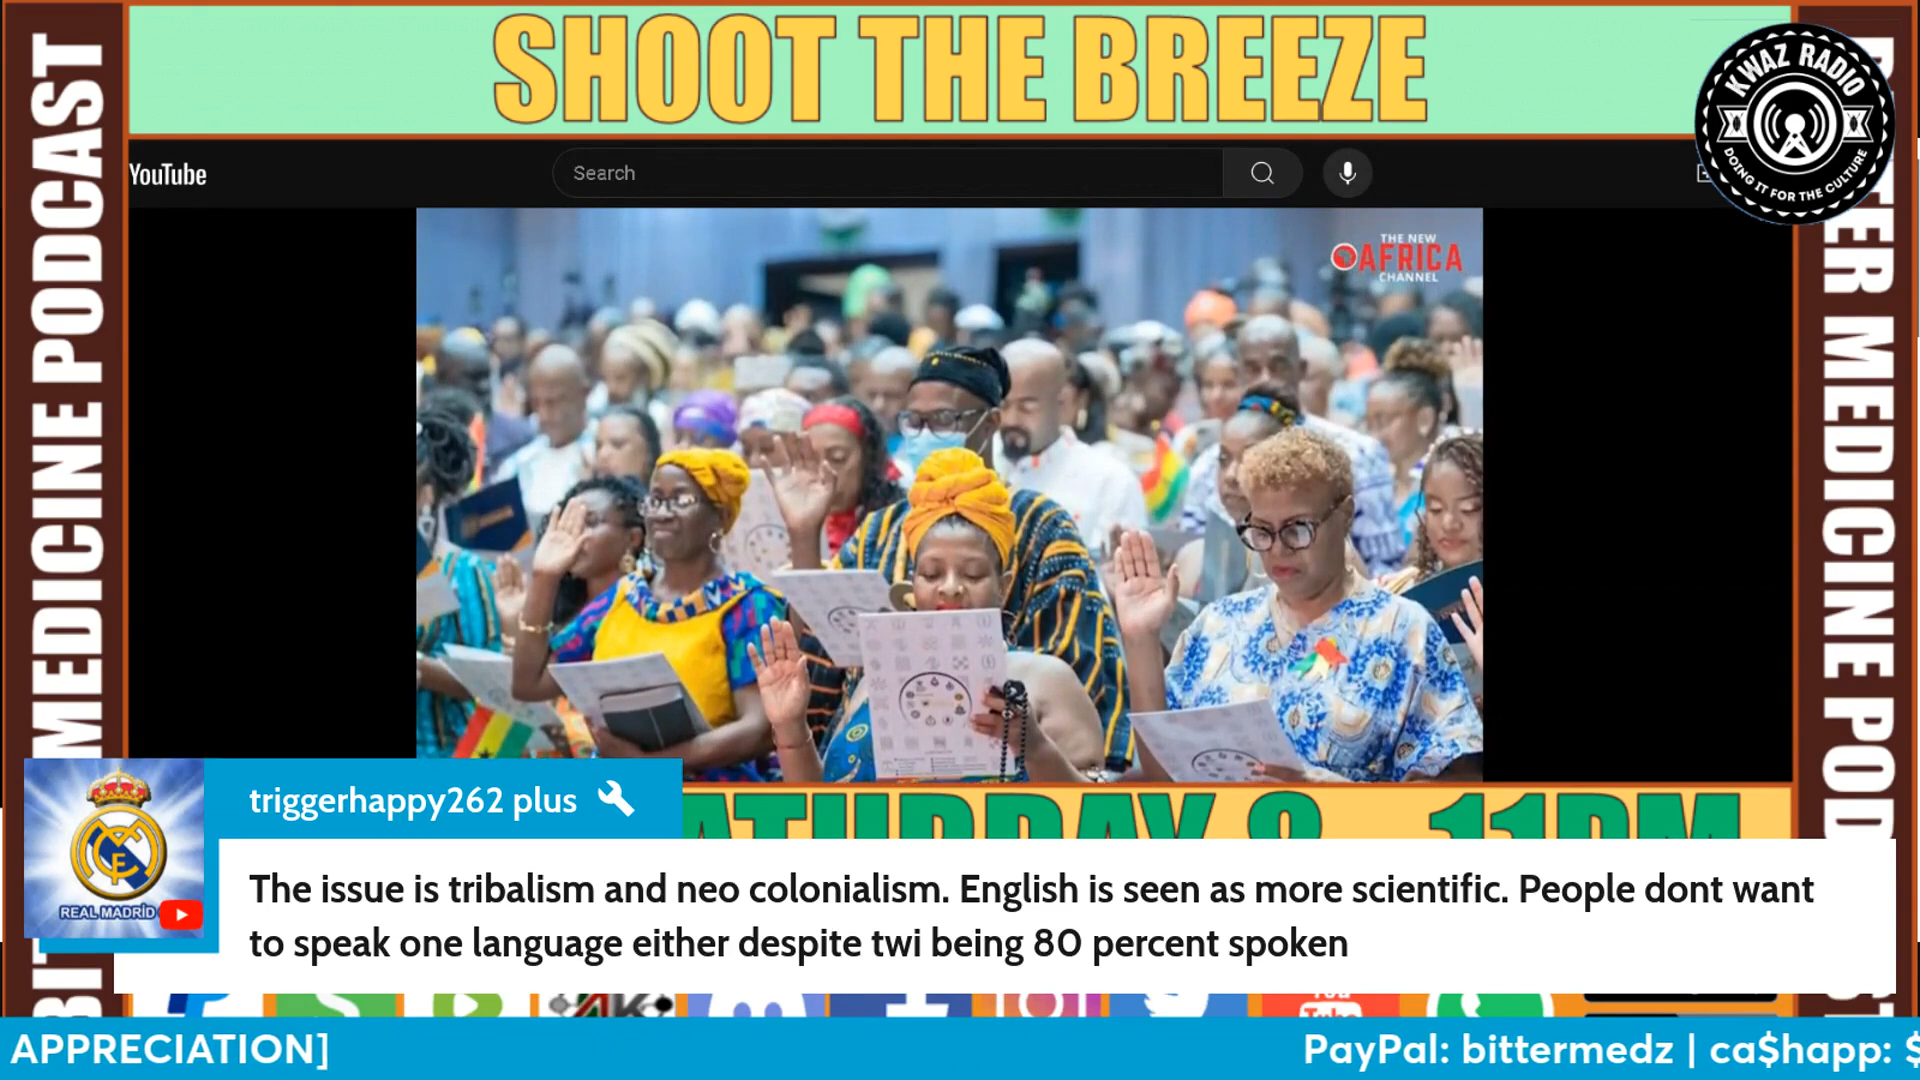 SHOOT THE BREEZE
KWAZ RADIO
DOING IT FOR THE CULTURE
YouTube
Search
THE NEW
AFRICA
CHANNEL
MEDICINE PODCAST
MEDICINE
triggerhappy262 plus
REAL MADRID
The issue is tribalism and neo colonialism. English is seen as more scientific. People dont want
to speak one language either despite twi being 80 percent spoken
APPRECIATION]
PayPal: bittermedz | ca$happ: $